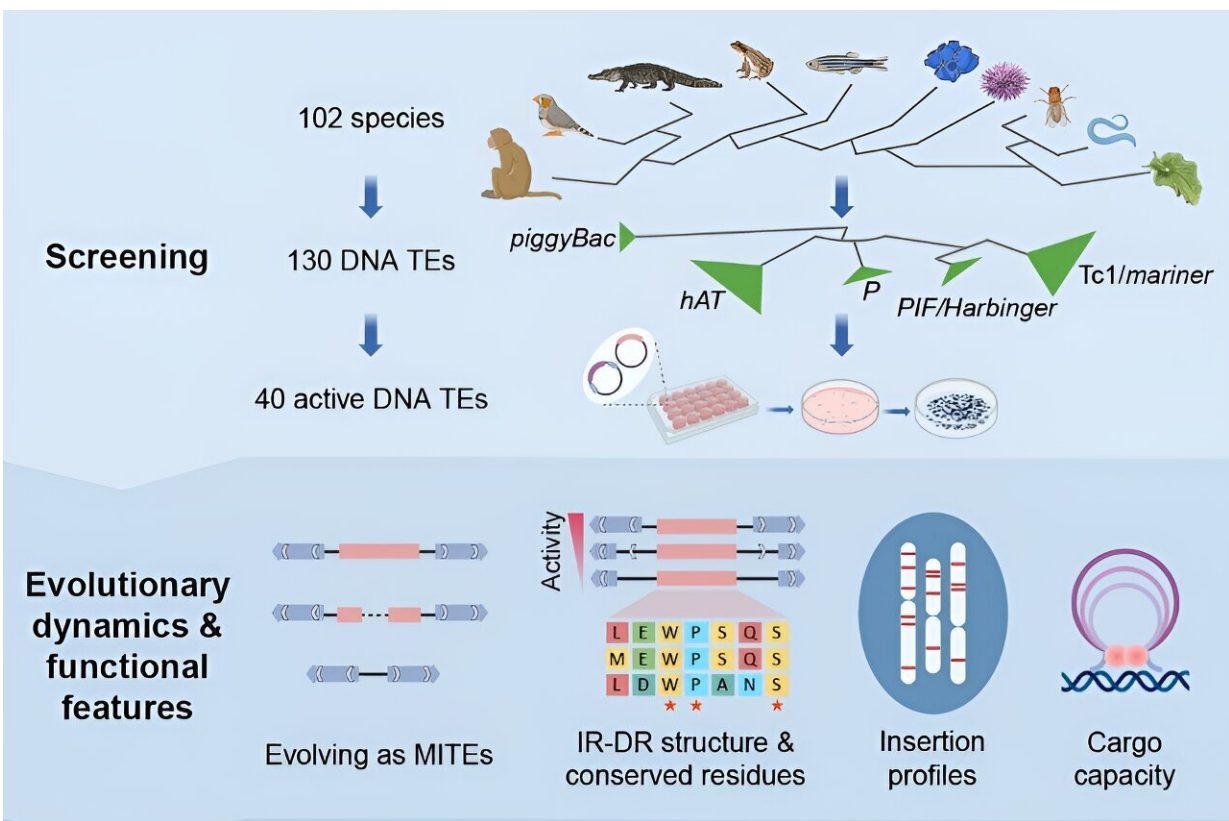 102 species
Screening
130 DNA TEs
40 active DNA TEs
piggyBac
hAT
P
PIF/Harbinger
Tc1/mariner
Evolutionary
dynamics &
functional
features
Evolving as MITEs
Activity
L E W P S Q S
M E W P S Q S
L D W P A N S
IR-DR structure &
conserved residues
Insertion
profiles
Cargo
capacity